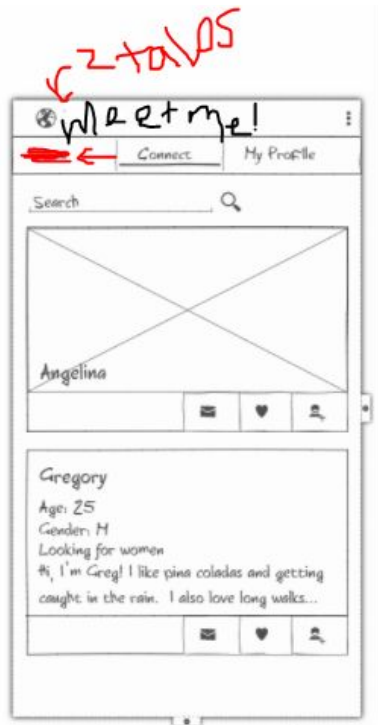 2 tabs
Meet me!
Connect My Profile
Search
Angelina
Gregory
Age: 25
Gender: M
Looking for women
Hi, I'm Greg! I like pina coladas and getting
caught in the rain. I also love long walks...